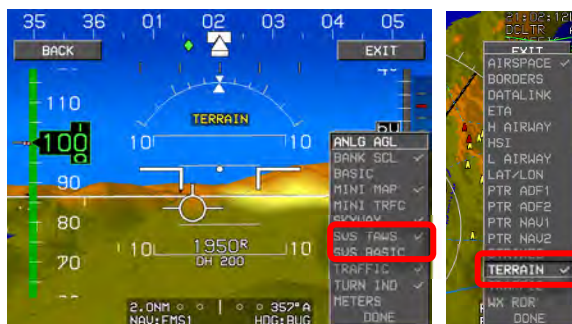 35 36 01 02 03 04 05
BACK
EXIT
110
TERRAIN
100
10 10
90
80
70
10 1950R 10
DH 200
2.0NM 357°A
NAV:FMS1 HDG:BUG
ANLG AGL
BANK SCL ✓
BASIC
MINI MAP ✓
MINI TRFC
SKYWAY ✓
SVS TAWS ✓
SVS BASIC
TRAFFIC ✓
TURN IND ✓
METERS
DONE
DCLTR
EXIT
AIRSPACE ✓
BORDERS
DATALINK
ETA
H AIRWAY
HSI
L AIRWAY
LAT/LON
PTR ADF1
PTR ADF2
PTR NAV1
PTR NAV2
TERRAIN ✓
TRAFFIC
WX RDR
DONE